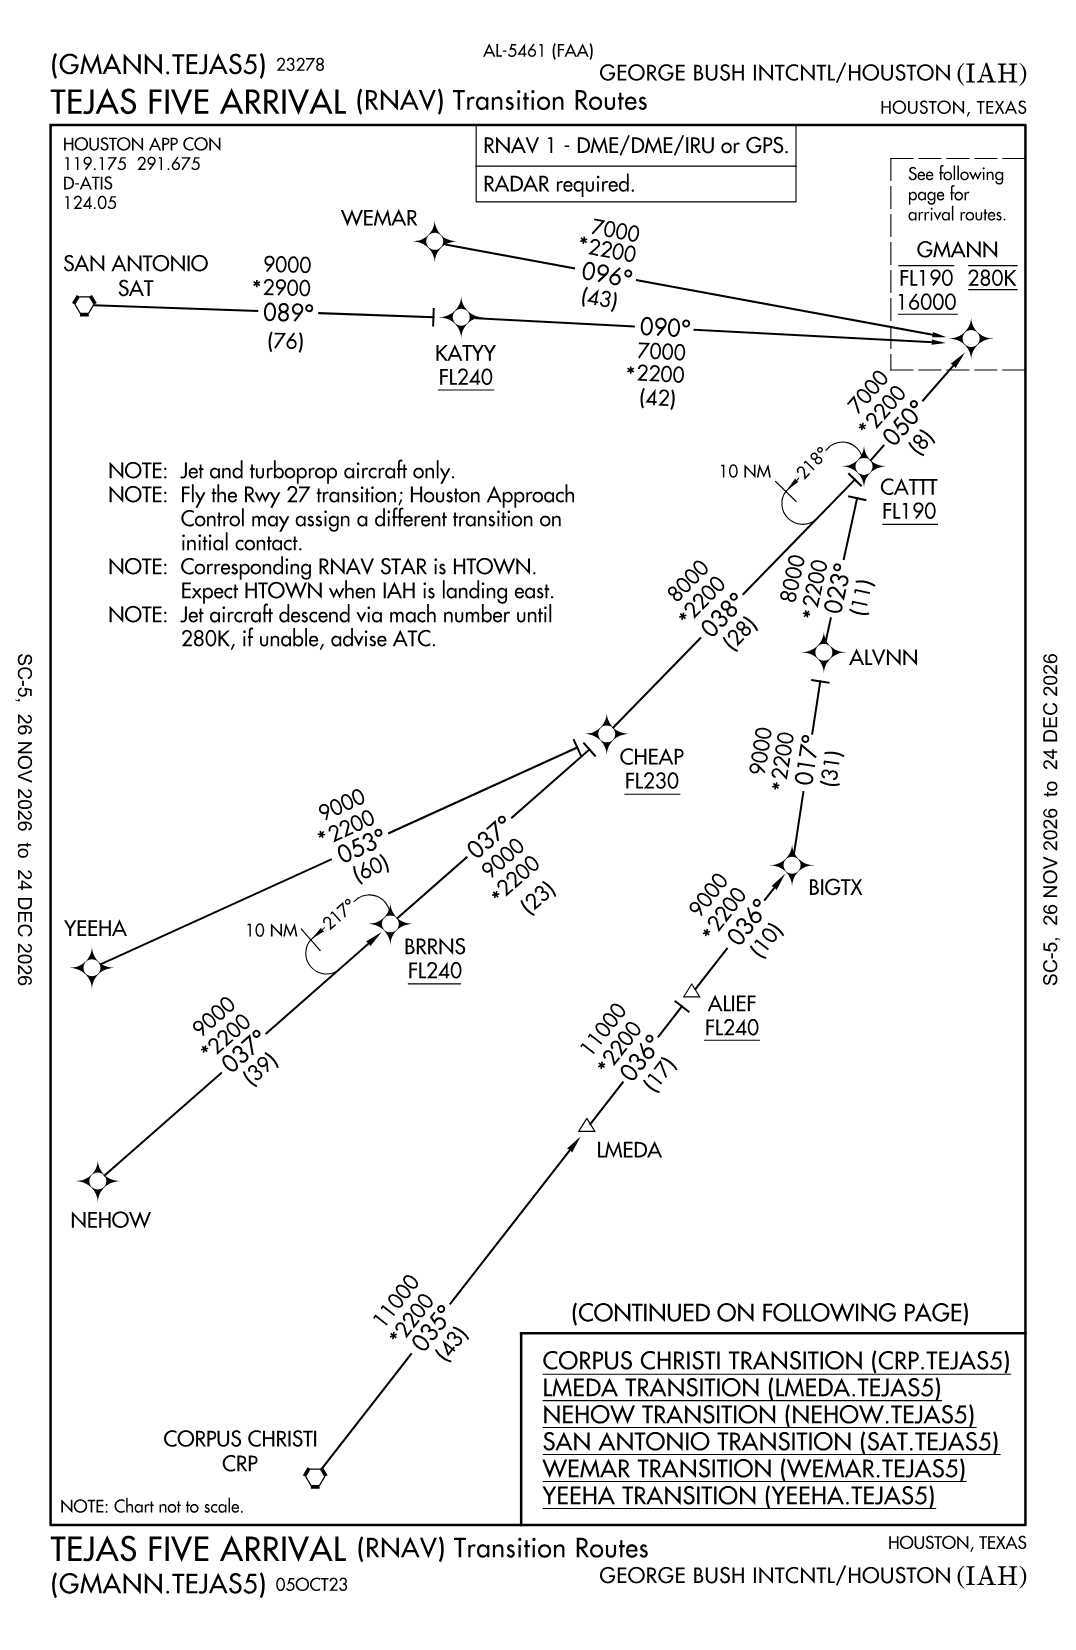 (GMANN.TEJAS5) 23278
AL-5461 (FAA)
GEORGE BUSH INTCNTL/HOUSTON (IAH)
TEJAS FIVE ARRIVAL (RNAV) Transition Routes
HOUSTON, TEXAS
HOUSTON APP CON
119.175 291.675
D-ATIS
124.05
RNAV 1 - DME/DME/IRU or GPS.
RADAR required.
See following
page for
arrival routes.
GMANN
FL190 280K
16000
WEMAR
7000
*2200
096°
(43)
SAN ANTONIO
SAT
9000
*2900
089°
(76)
KATYY
FL240
090°
7000
*2200
(42)
7000
*2200
050°
(8)
10 NM
218°
CATTT
FL190
NOTE: Jet and turboprop aircraft only.
NOTE: Fly the Rwy 27 transition; Houston Approach
Control may assign a different transition on
initial contact.
NOTE: Corresponding RNAV STAR is HTOWN.
Expect HTOWN when IAH is landing east.
NOTE: Jet aircraft descend via mach number until
280K, if unable, advise ATC.
8000
*2200
038°
(28)
8000
*2200
023°
(11)
ALVNN
CHEAP
FL230
9000
*2200
017°
(31)
9000
*2200
053°
(60)
037°
9000
*2200
(23)
BIGTX
YEEHA
10 NM
217°
BRRNS
FL240
9000
*2200
036°
(10)
ALIEF
FL240
9000
*2200
037°
(39)
11000
*2200
036°
(17)
LMEDA
NEHOW
11000
*2200
035°
(43)
CORPUS CHRISTI
CRP
(CONTINUED ON FOLLOWING PAGE)
CORPUS CHRISTI TRANSITION (CRP.TEJAS5)
LMEDA TRANSITION (LMEDA.TEJAS5)
NEHOW TRANSITION (NEHOW.TEJAS5)
SAN ANTONIO TRANSITION (SAT.TEJAS5)
WEMAR TRANSITION (WEMAR.TEJAS5)
YEEHA TRANSITION (YEEHA.TEJAS5)
NOTE: Chart not to scale.
SC-5, 26 NOV 2026 to 24 DEC 2026
SC-5, 26 NOV 2026 to 24 DEC 2026
TEJAS FIVE ARRIVAL (RNAV) Transition Routes
HOUSTON, TEXAS
(GMANN.TEJAS5) 05OCT23
GEORGE BUSH INTCNTL/HOUSTON (IAH)